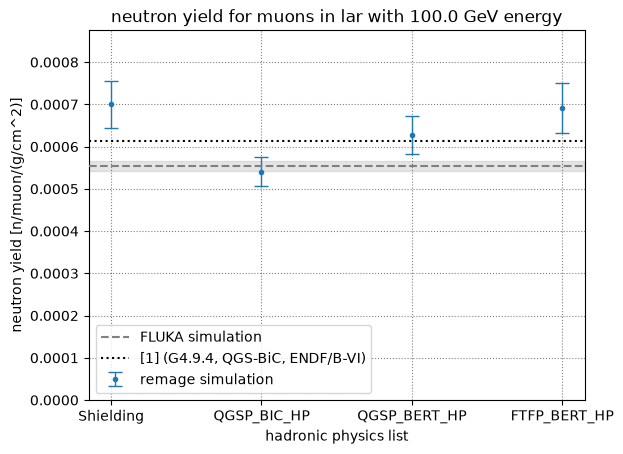 neutron yield for muons in lar with 100.0 GeV energy
neutron yield [n/muon/(g/cm^2)]
0.0008
0.0007
0.0006
0.0005
0.0004
0.0003
0.0002
0.0001
0.0000
FLUKA simulation
[1] (G4.9.4, QGS-BiC, ENDF/B-VI)
remage simulation
Shielding QGSP_BIC_HP QGSP_BERT_HP FTFP_BERT_HP
hadronic physics list